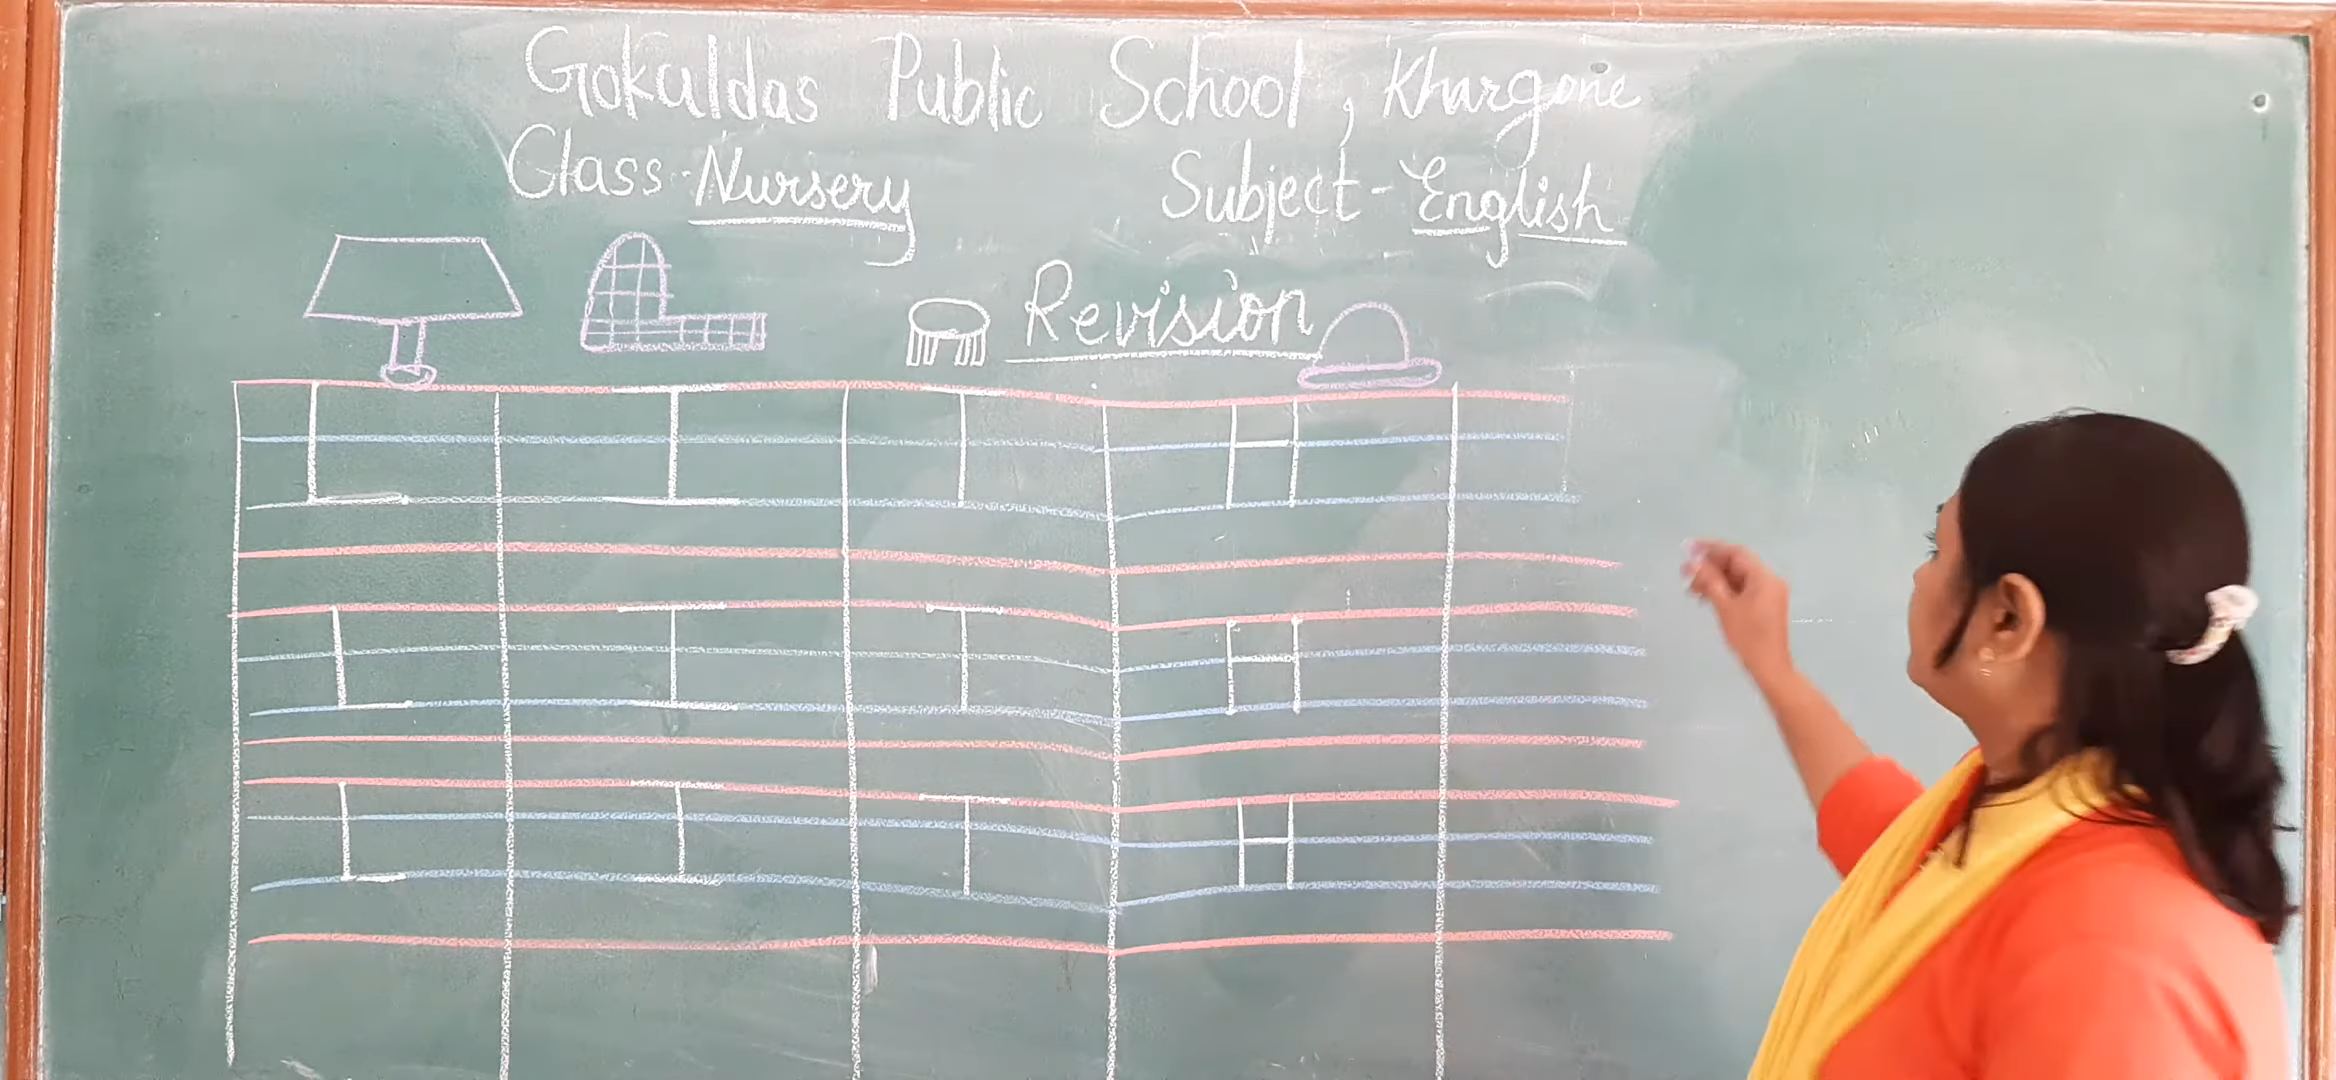 Gokuldas Public School, Khargone
Class-Nursery Subject-English
Revision
L I T H
L I T H
L I T H